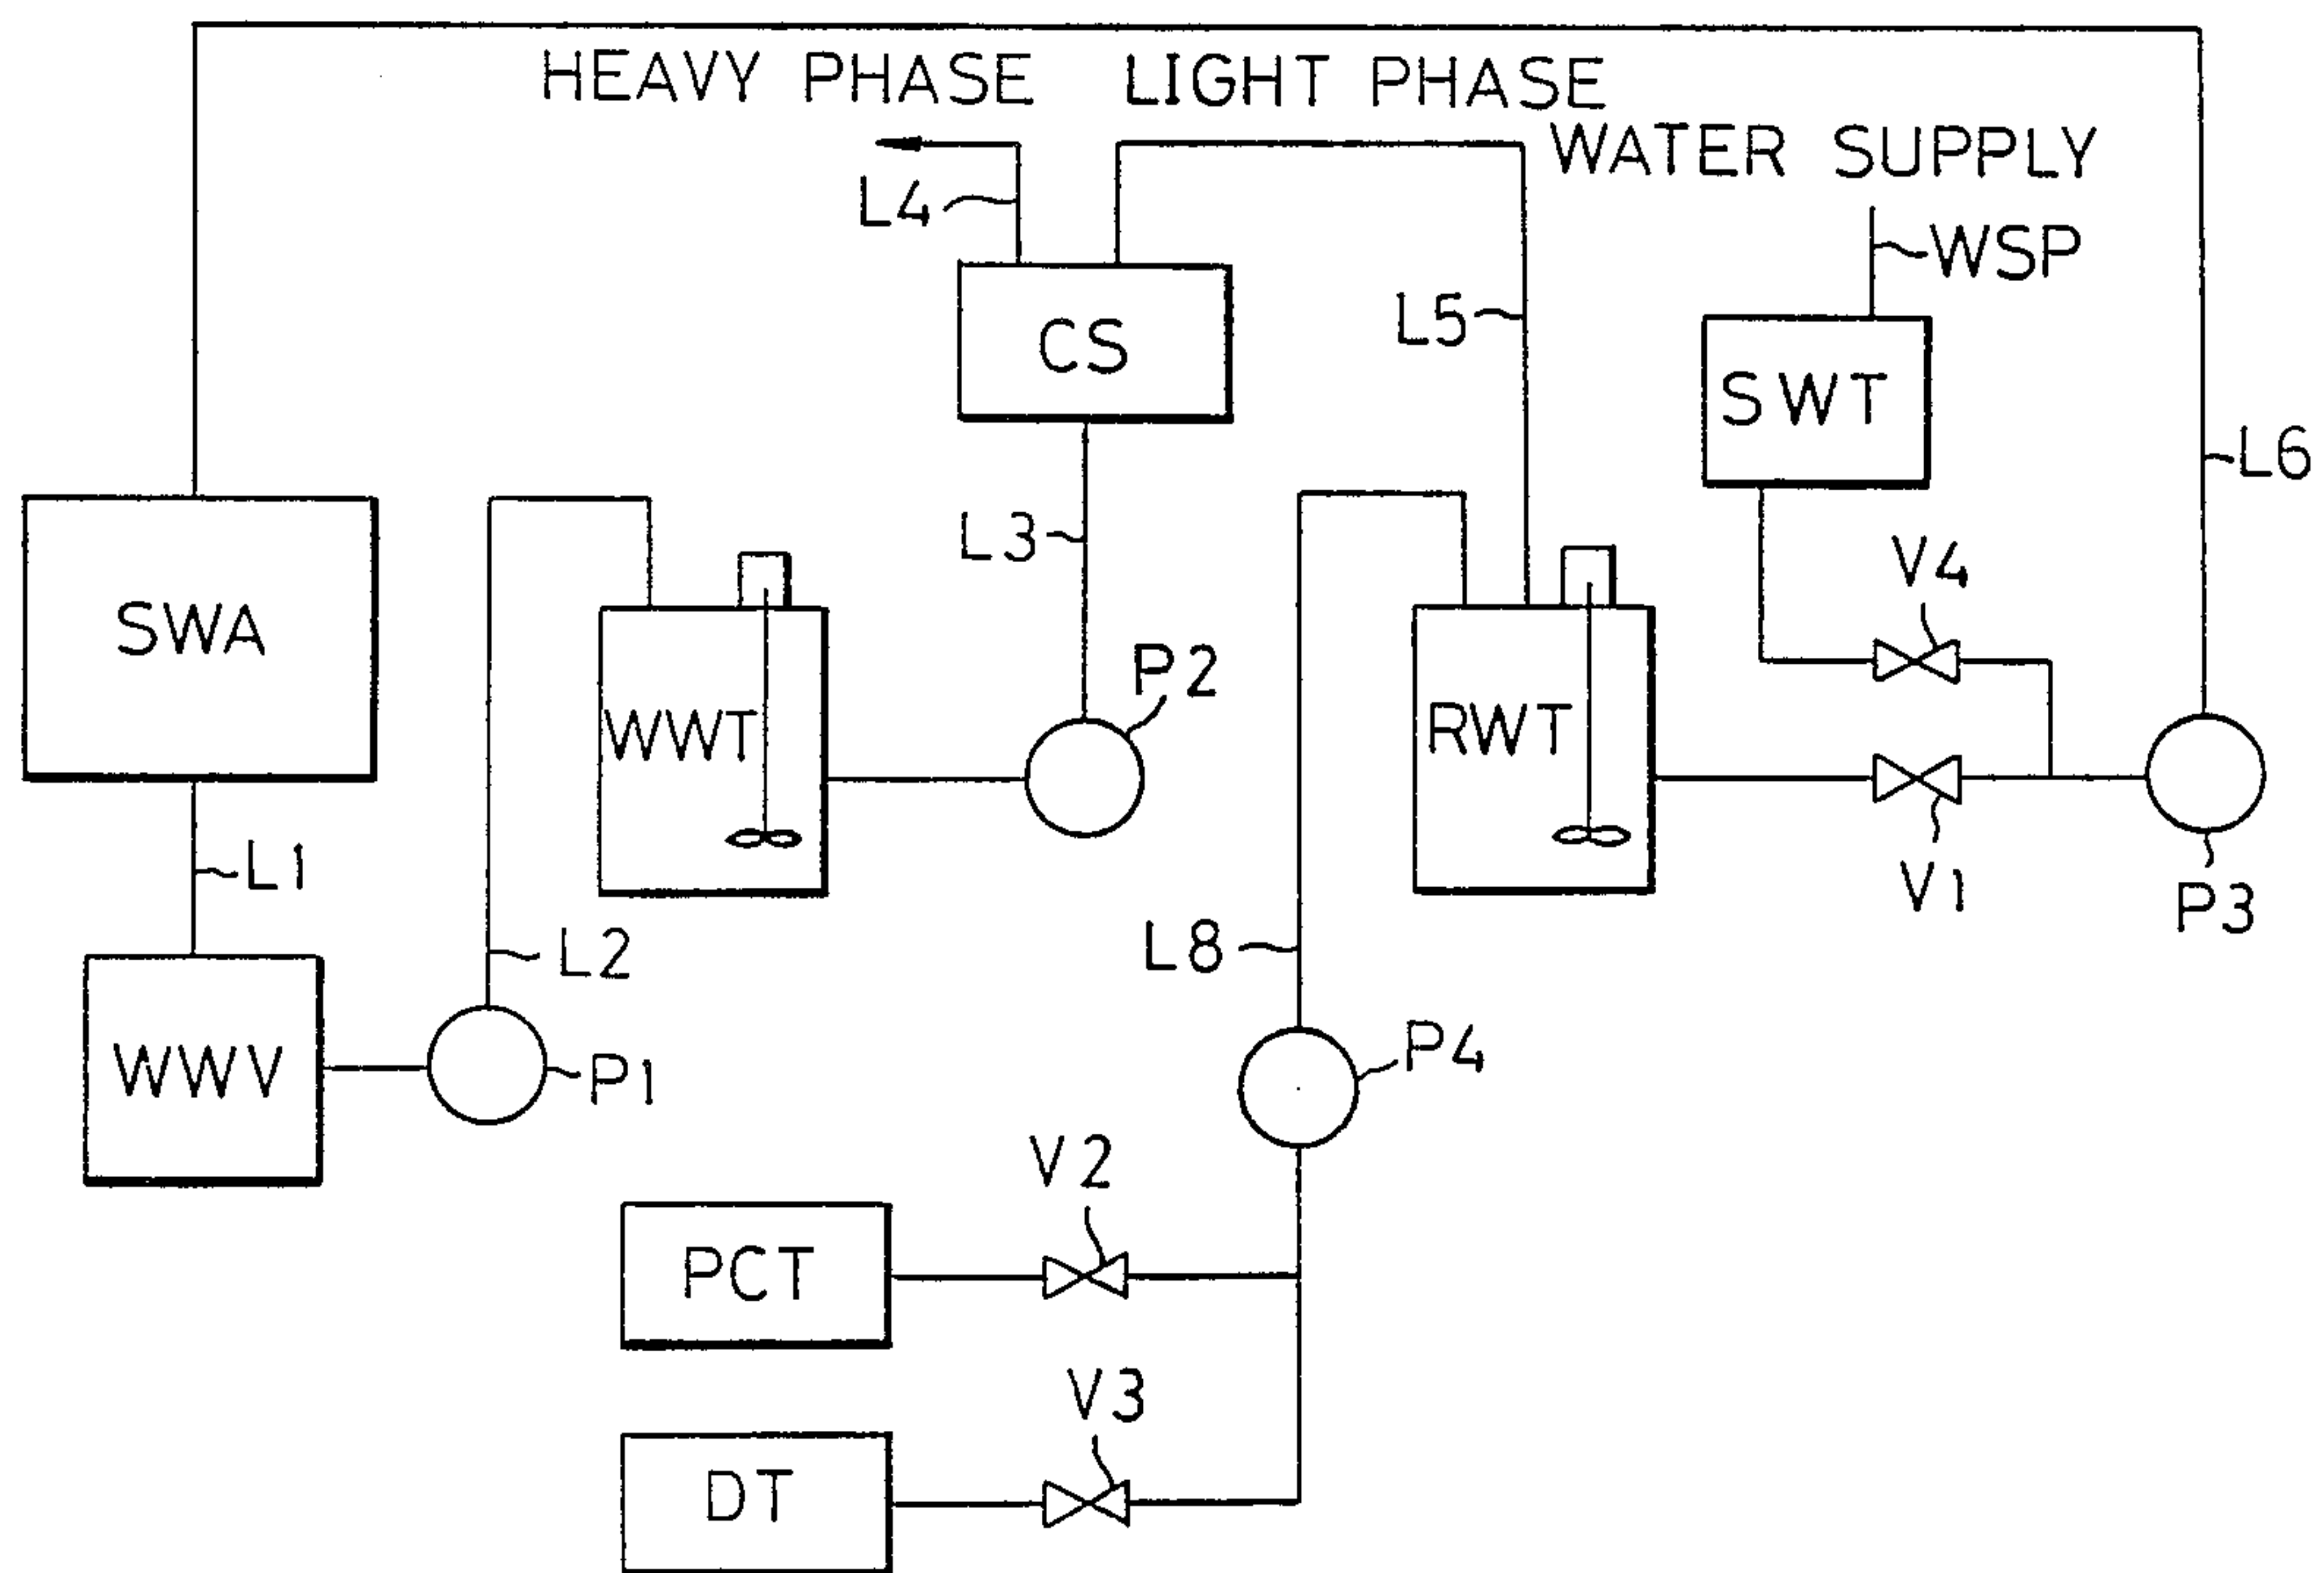 HEAVY PHASE LIGHT PHASE
WATER SUPPLY
L4
WSP
L5
CS
SWT
L6
L3
V4
SWA
P2
WWT
RWT
L1
V1
P3
L2
L8
WWV
P1
P4
V2
PCT
V3
DT